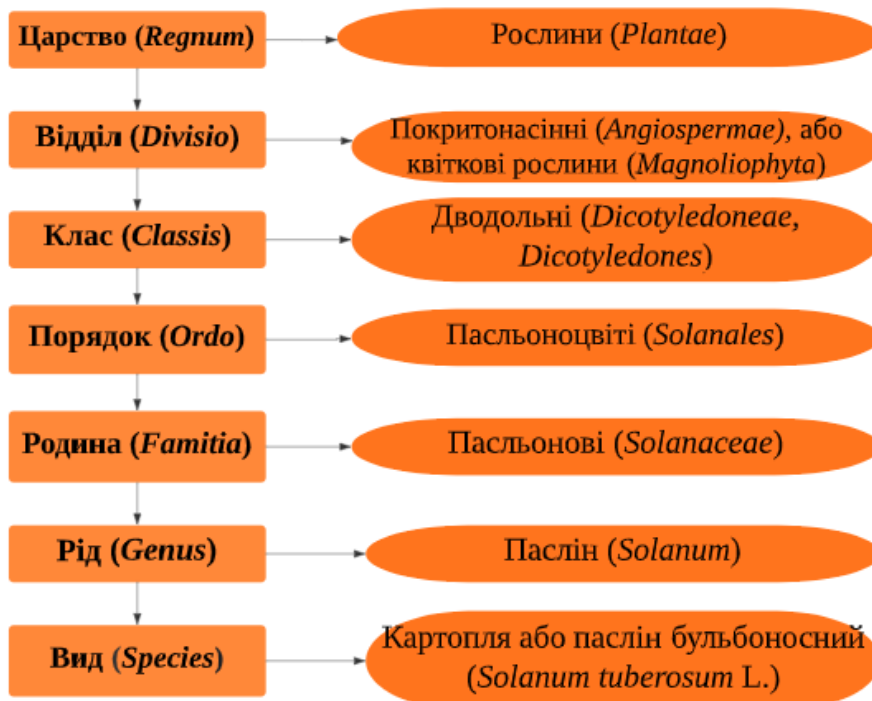 Царство (Regnum)
Рослини (Plantae)
Відділ (Divisio)
Покритонасінні (Angiospermae), або
квіткові рослини (Magnoliophyta)
Клас (Classis)
Дводольні (Dicotyledoneae,
Dicotyledones)
Порядок (Ordo)
Пасльоноцвіті (Solanales)
Родина (Famitia)
Пасльонові (Solanaceae)
Рід (Genus)
Паслін (Solanum)
Вид (Species)
Картопля або паслін бульбоносний
(Solanum tuberosum L.)